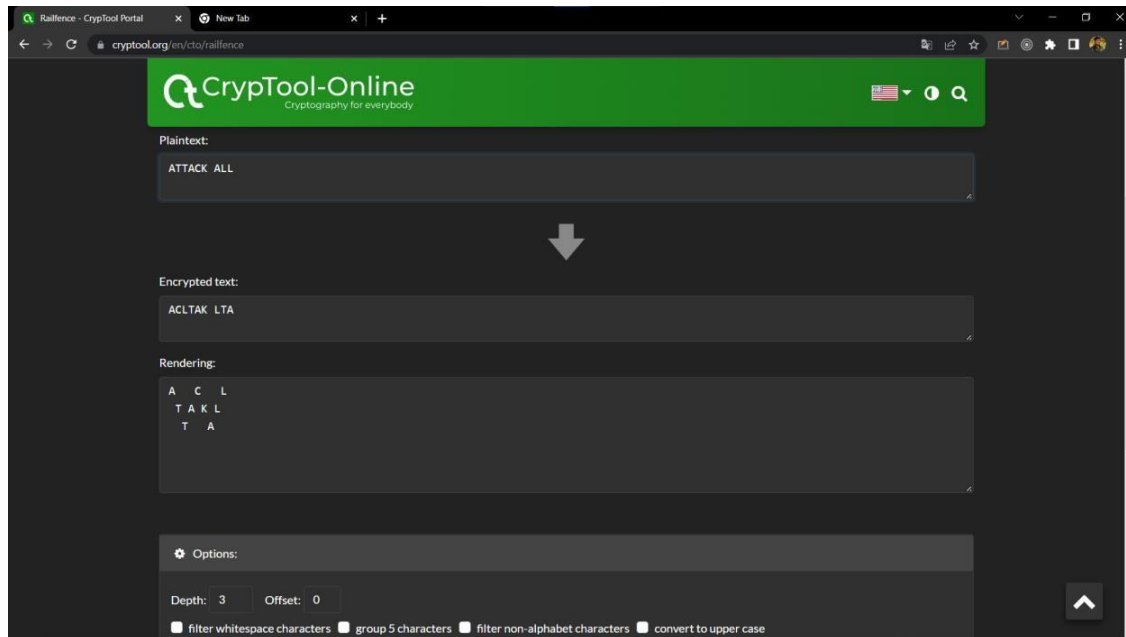 Railfence - CrypTool Portal
New Tab
cryptool.org/en/cto/railfence
CrypTool-Online
Cryptography for everybody
Plaintext:
ATTACK ALL
Encrypted text:
ACLTAK LTA
Rendering:
A   C   L
 T A K L
  T   A
Options:
Depth: 3 Offset: 0
filter whitespace characters group 5 characters filter non-alphabet characters convert to upper case